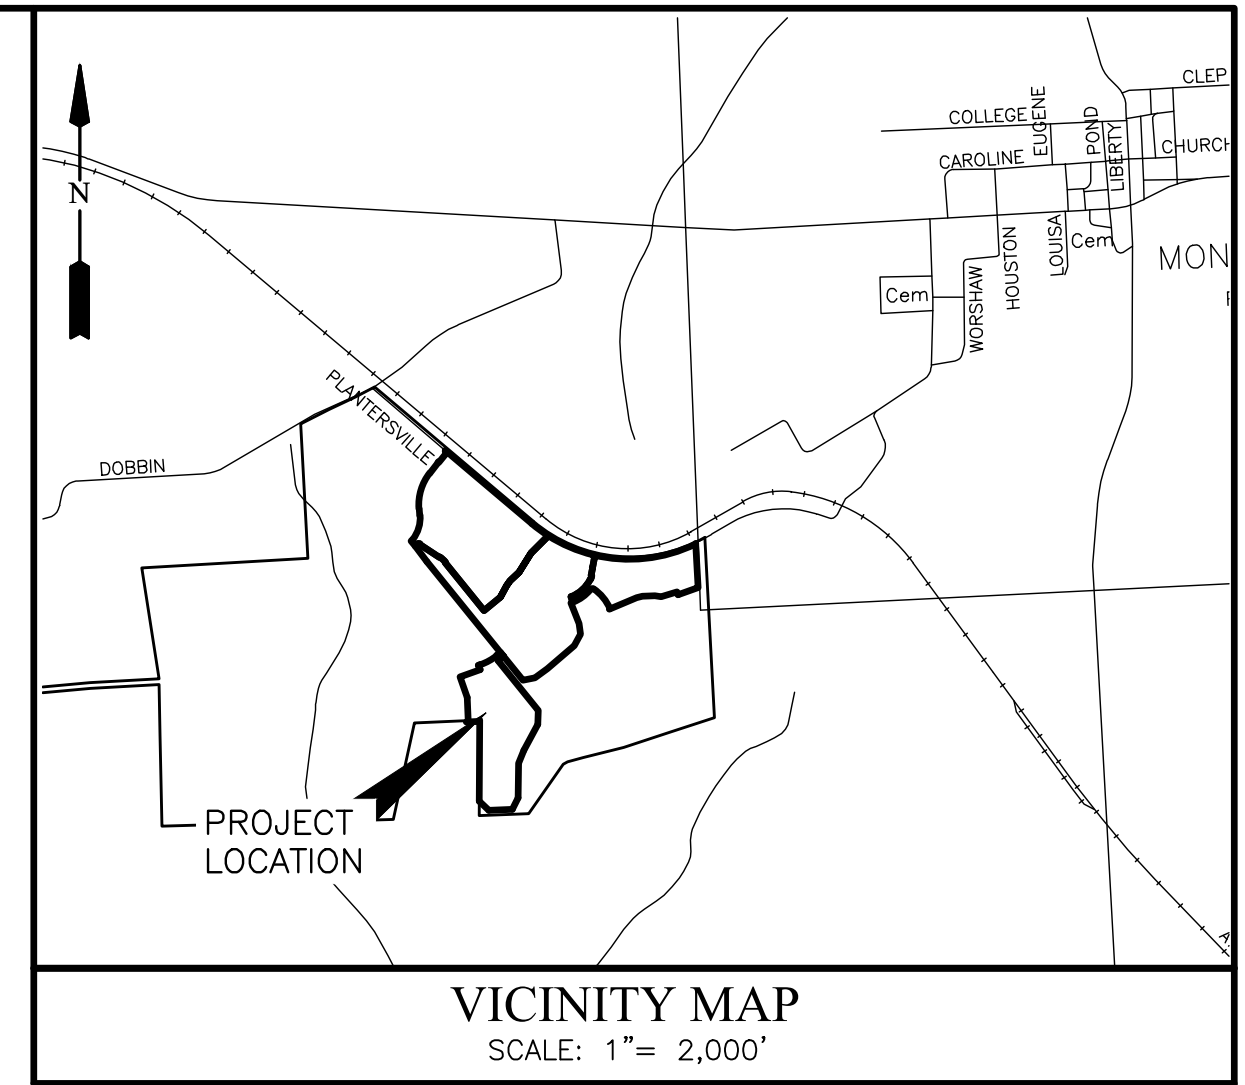 CLEP
COLLEGE
EUGENE
POND
LIBERTY
CHURCH
CAROLINE
N
LOUISA
Cem
HOUSTON
MON
WORSHAW
Cem
PLANTERSVILLE
DOBBIN
PROJECT
LOCATION
VICINITY MAP
SCALE: 1"= 2,000'